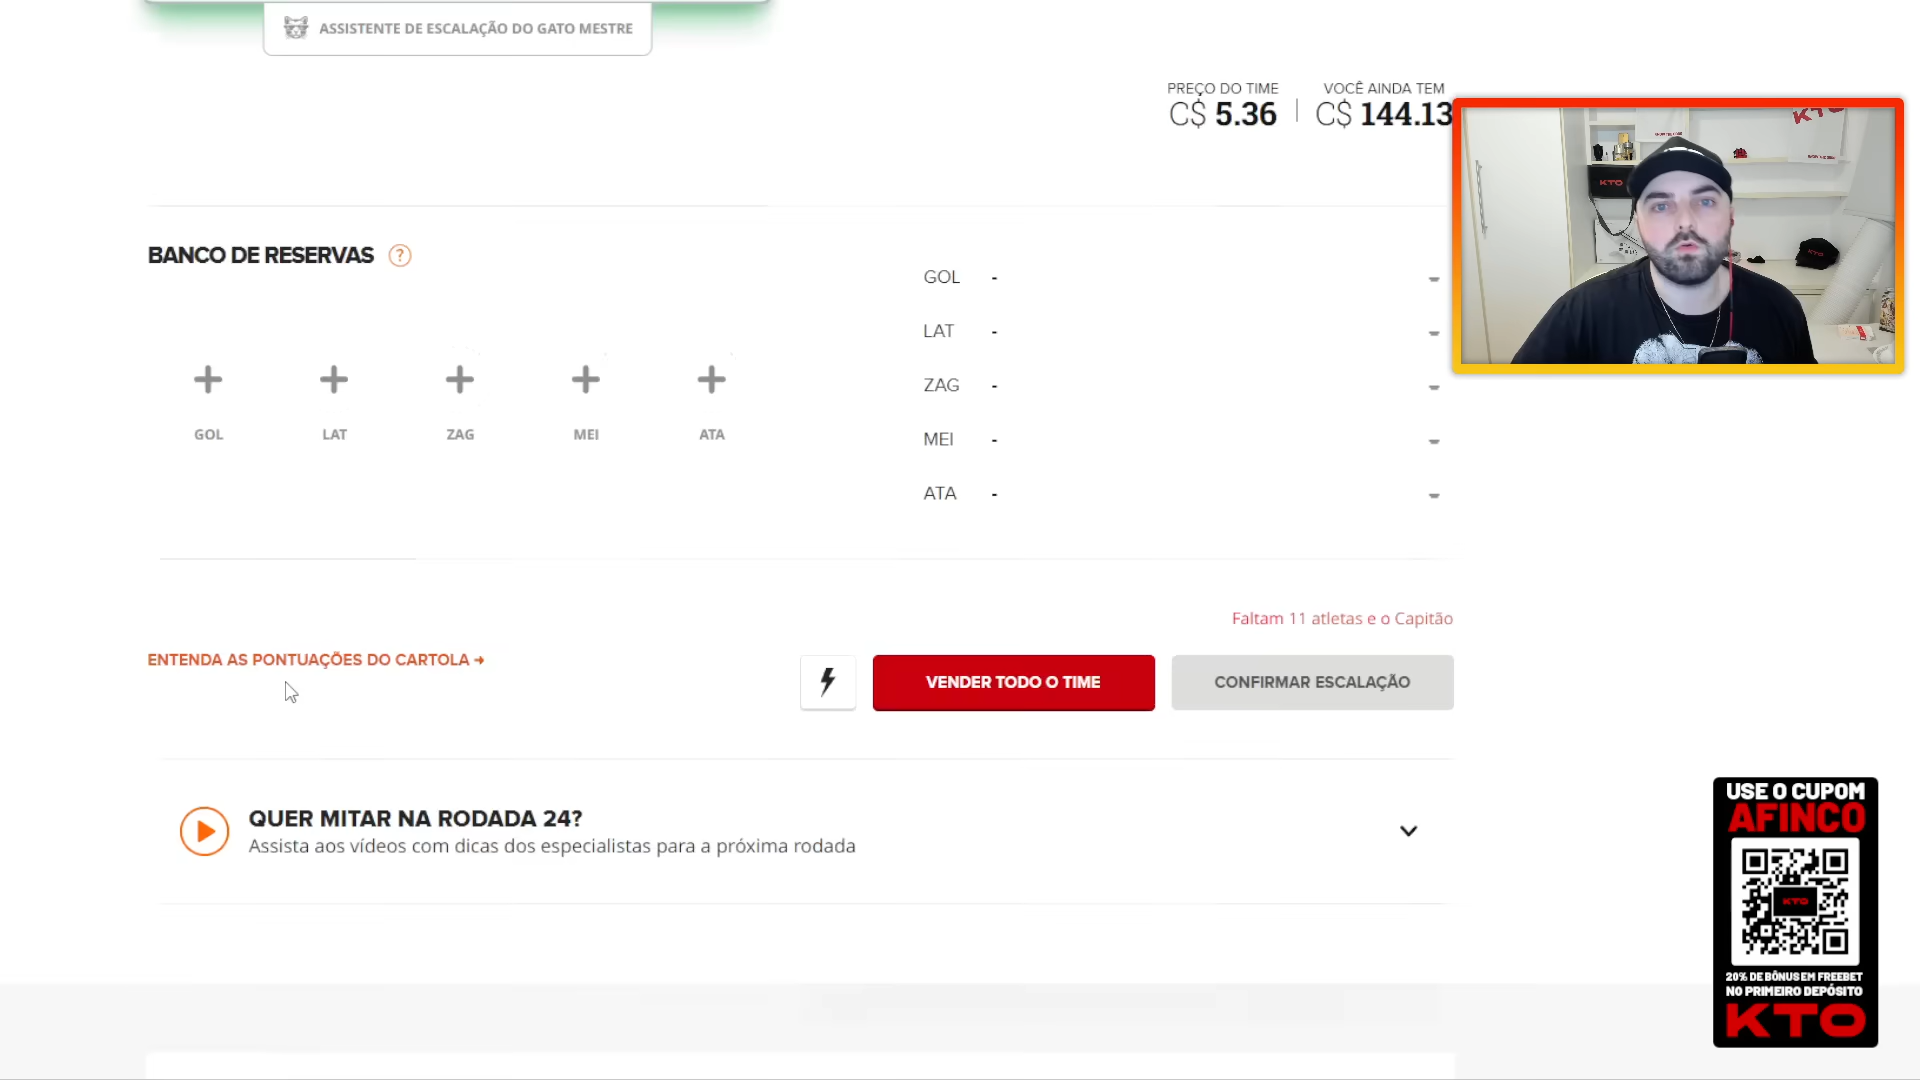 ASSISTENTE DE ESCALAÇÃO DO GATO MESTRE
PREÇO DO TIME
C$ 5.36
VOCÊ AINDA TEM
C$ 144.13
BANCO DE RESERVAS ?
GOL
LAT
ZAG
MEI
ATA
GOL -
LAT -
ZAG -
MEI -
ATA -
Faltam 11 atletas e o Capitão
ENTENDA AS PONTUAÇÕES DO CARTOLA
VENDER TODO O TIME
CONFIRMAR ESCALAÇÃO
QUER MITAR NA RODADA 24?
Assista aos vídeos com dicas dos especialistas para a próxima rodada
KTO
KTO
USE O CUPOM
AFINCO
KTO
20% DE BÔNUS EM FREEBET
NO PRIMEIRO DEPÓSITO
KTO